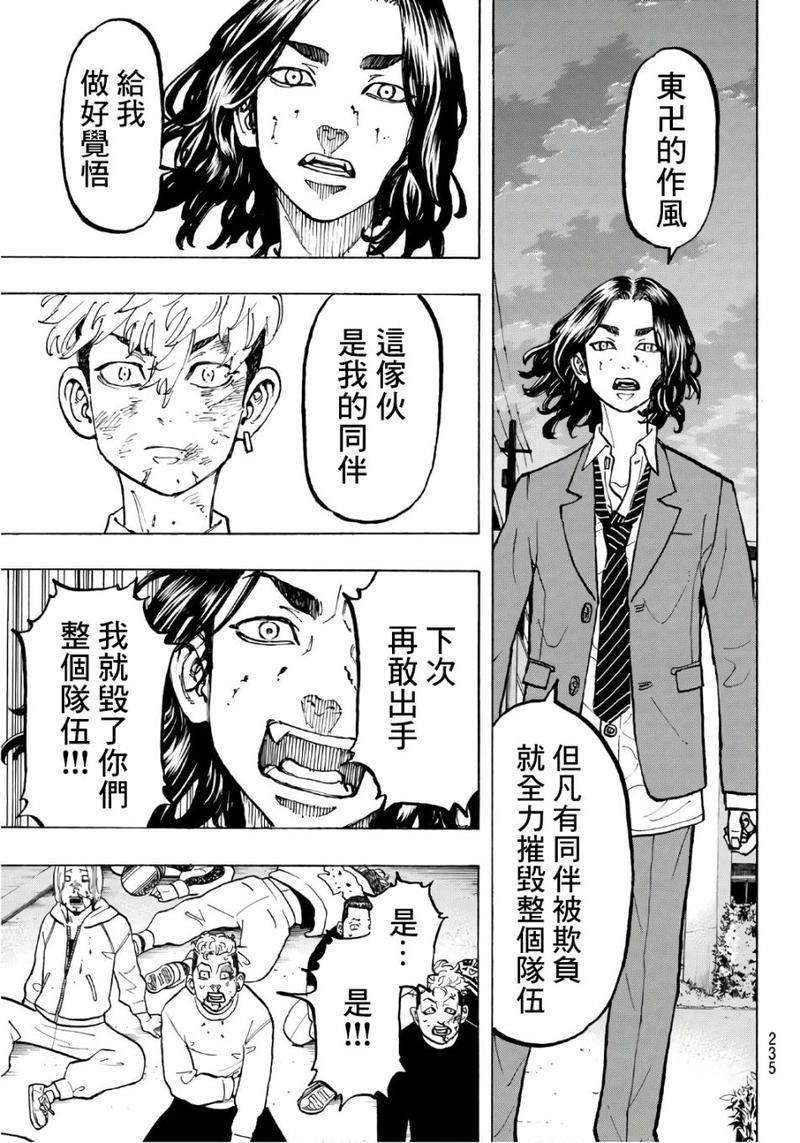 東卍的作風
但凡有同伴被欺負
就全力摧毀整個隊伍
給我
做好覺悟
這傢伙
是我的同伴
下次
再敢出手
我就毀了你們
整個隊伍!!!
是…
是!!!
235